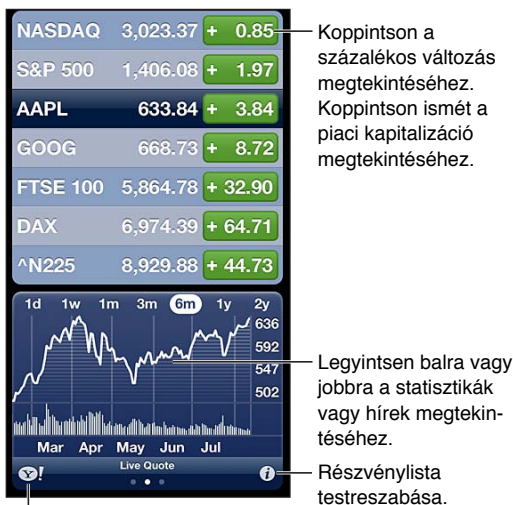 NASDAQ 3,023.37 + 0.85
S&P 500 1,406.08 + 1.97
AAPL 633.84 + 3.84
GOOG 668.73 + 8.72
FTSE 100 5,864.78 + 32.90
DAX 6,974.39 + 64.71
^N225 8,929.88 + 44.73
1d 1w 1m 3m 6m 1y 2y
636
592
547
502
Mar Apr May Jun Jul
Live Quote
Y! i
Koppintson a
százalékos változás
megtekintéséhez.
Koppintson ismét a
piaci kapitalizáció
megtekintéséhez.
Legyintsen balra vagy
jobbra a statisztikák
vagy hírek megtekin-
téséhez.
Részvénylista
testreszabása.